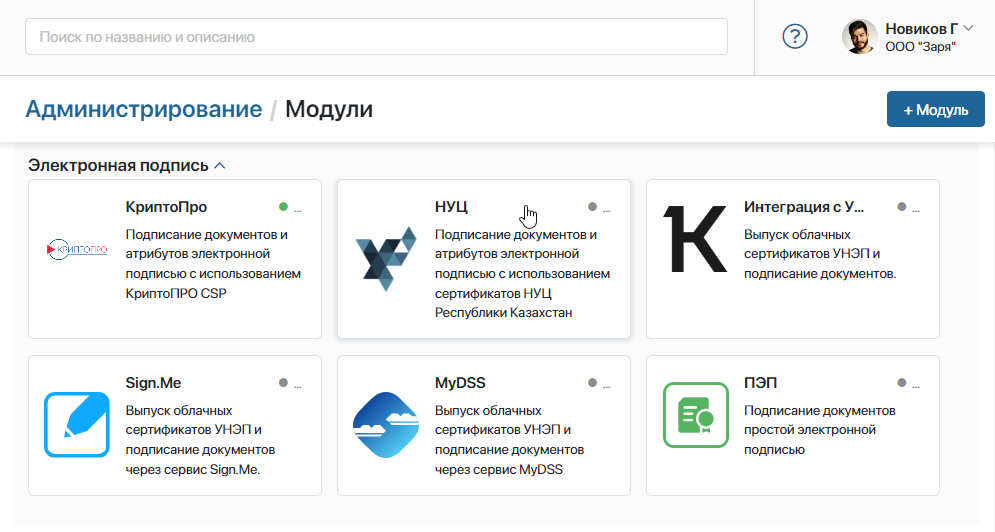 Поиск по названию и описанию
?
Новиков Г
ООО "Заря"
Администрирование / Модули
+ Модуль
Электронная подпись
КриптоПро
...
КРИПТОПРО
Подписание документов и
атрибутов электронной
подписью с использованием
КриптоПРО CSP
НУЦ
...
Подписание документов и
атрибутов электронной
подписью с использованием
сертификатов НУЦ
Республики Казахстан
Интеграция с У...
...
1К
Выпуск облачных
сертификатов УНЭП и
подписание документов.
Sign.Me
...
Выпуск облачных
сертификатов УНЭП и
подписание документов
через сервис Sign.Me.
MyDSS
...
Выпуск облачных
сертификатов УНЭП и
подписание документов
через сервис MyDSS
ПЭП
...
Подписание документов
простой электронной
подписью